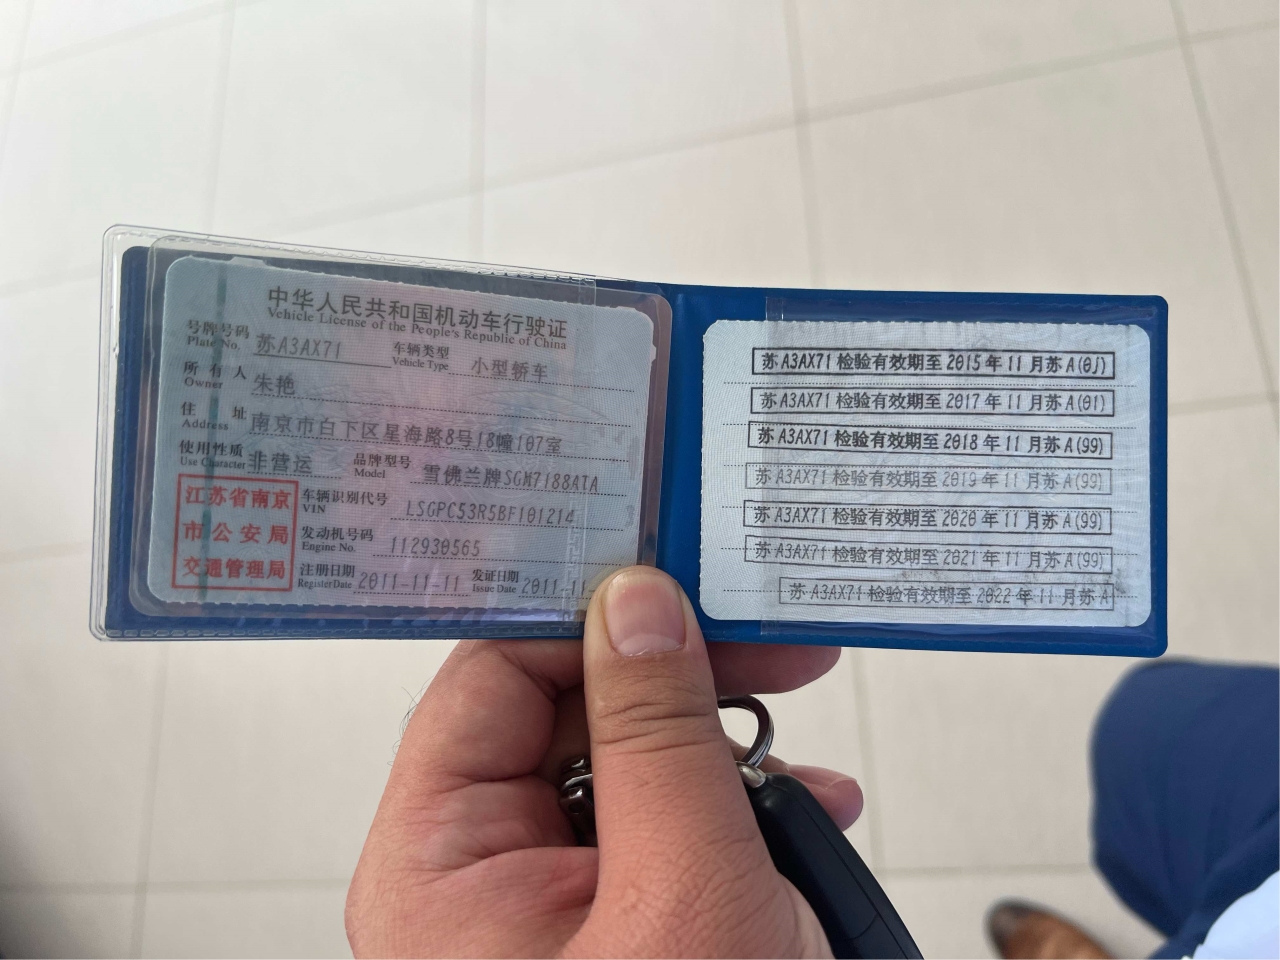 中华人民共和国机动车行驶证
Vehicle License of the People's Republic of China
号牌号码 苏A3AX71 车辆类型 小型轿车
Plate No. Vehicle Type
所有人 朱艳
Owner
住址 南京市白下区星海路8号18幢107室
Address
使用性质 非营运 品牌型号 雪佛兰牌SGM7188ATA
Use Character Model
江苏省南京
市公安局
交通管理局
车辆识别代号 LSGPC53R5BF101214
VIN
发动机号码 112930565
Engine No.
注册日期 2011-11-11 发证日期 2011-11-
Register Date Issue Date
苏A3AX71 检验有效期至 2015 年 11 月苏A(01)
苏A3AX71 检验有效期至 2017 年 11 月苏A(01)
苏A3AX71 检验有效期至 2018 年 11 月苏A(99)
苏A3AX71 检验有效期至 2019 年 11 月苏A(99)
苏A3AX71 检验有效期至 2020 年 11 月苏A(99)
苏A3AX71 检验有效期至 2021 年 11 月苏A(99)
苏A3AX71 检验有效期至 2022 年 11 月苏A